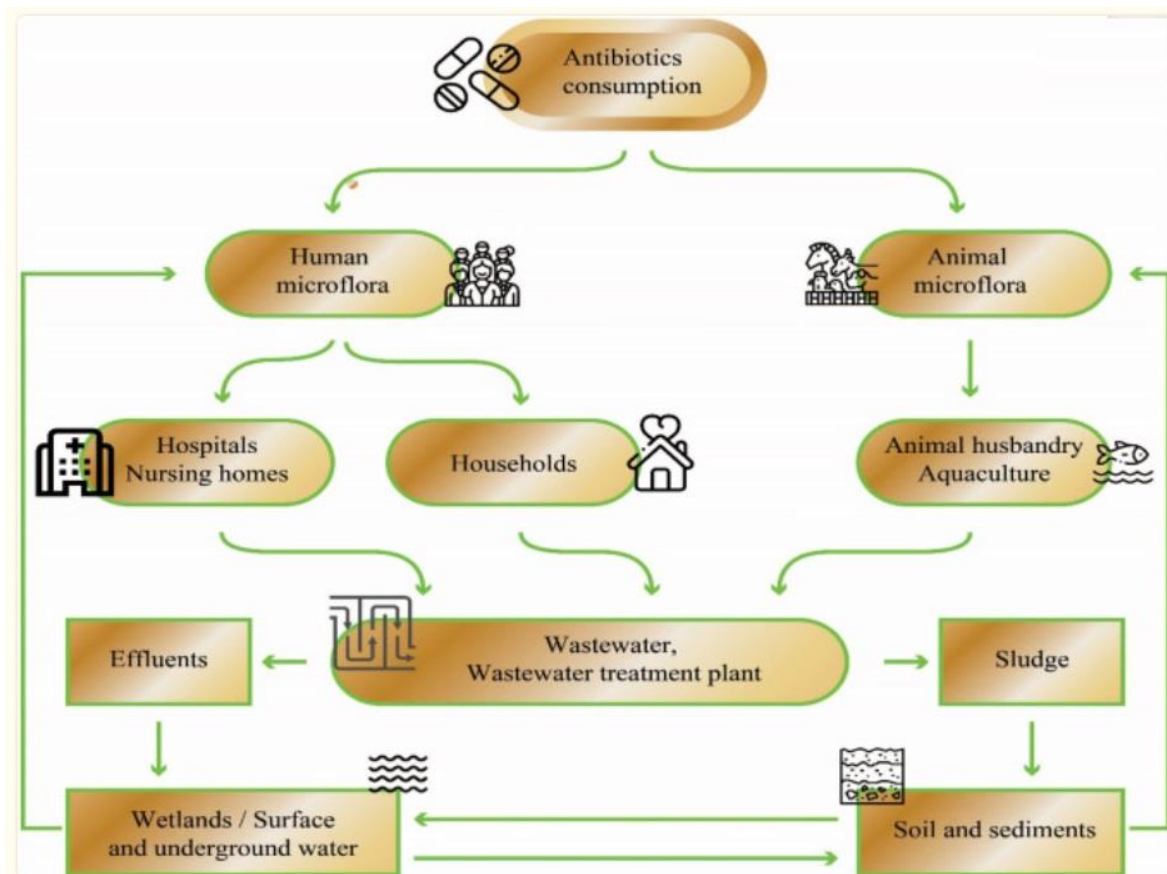 Antibiotics
consumption
Human
microflora
Animal
microflora
Hospitals
Nursing homes
Households
Animal husbandry
Aquaculture
Effluents
Wastewater,
Wastewater treatment plant
Sludge
Wetlands / Surface
and underground water
Soil and sediments